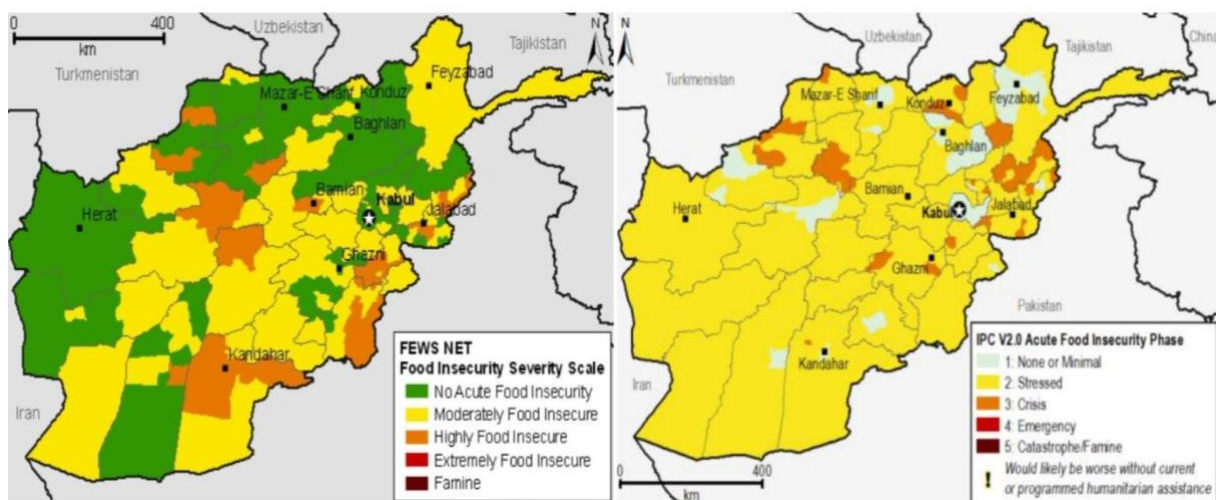 0
400
km
Uzbekistan
Turkmenistan
Tajikistan
N
Feyzabad
Mazar-E Sharif
Konduz
Baghlan
Bamian
Kabul
Jalabad
Herat
Ghazni
Kandahar
Iran
FEWS NET
Food Insecurity Severity Scale
No Acute Food Insecurity
Moderately Food Insecure
Highly Food Insecure
Extremely Food Insecure
Famine
N
Uzbekistan
Tajikistan
China
Turkmenistan
Mazar-E Sharif
Konduz
Feyzabad
Baghlan
Bamian
Kabul
Jalabad
Herat
Ghazni
Pakistan
Kandahar
Iran
0
400
km
IPC V2.0 Acute Food Insecurity Phase
1: None or Minimal
2: Stressed
3: Crisis
4: Emergency
5: Catastrophe/Famine
! Would likely be worse without current
or programmed humanitarian assistance